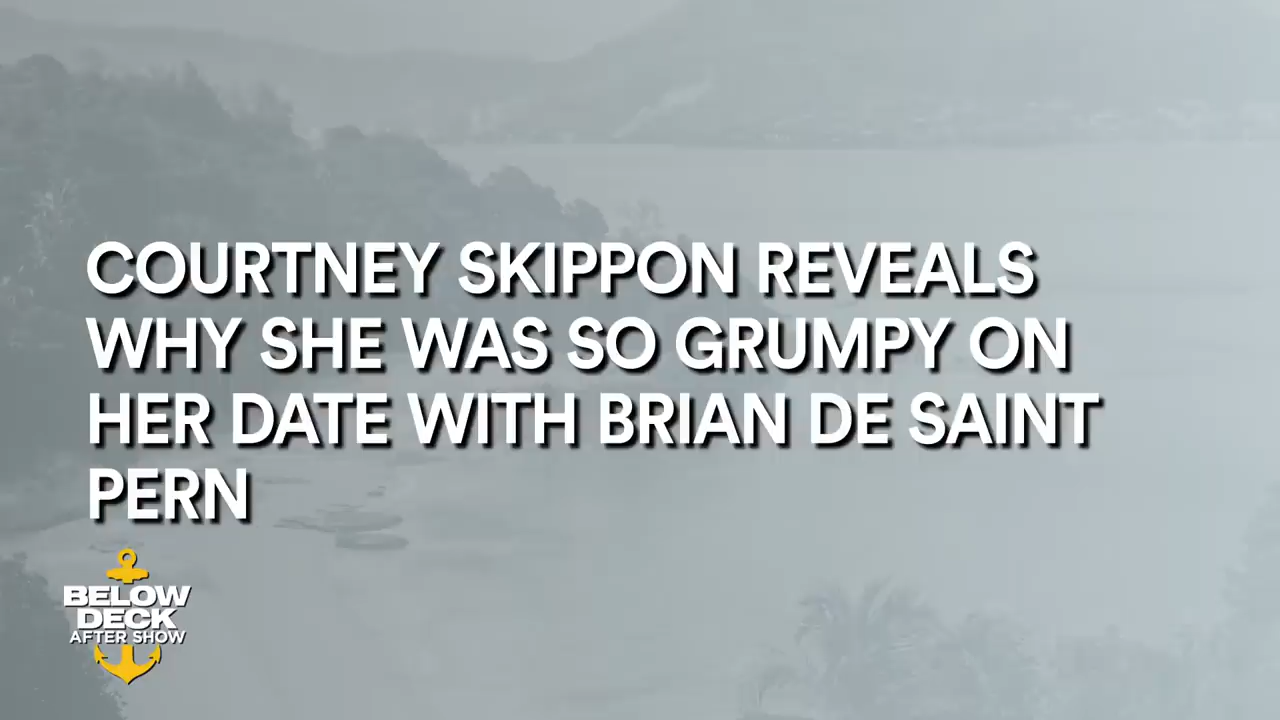 COURTNEY SKIPPON REVEALS
WHY SHE WAS SO GRUMPY ON
HER DATE WITH BRIAN DE SAINT
PERN
BELOW
DECK
AFTER SHOW